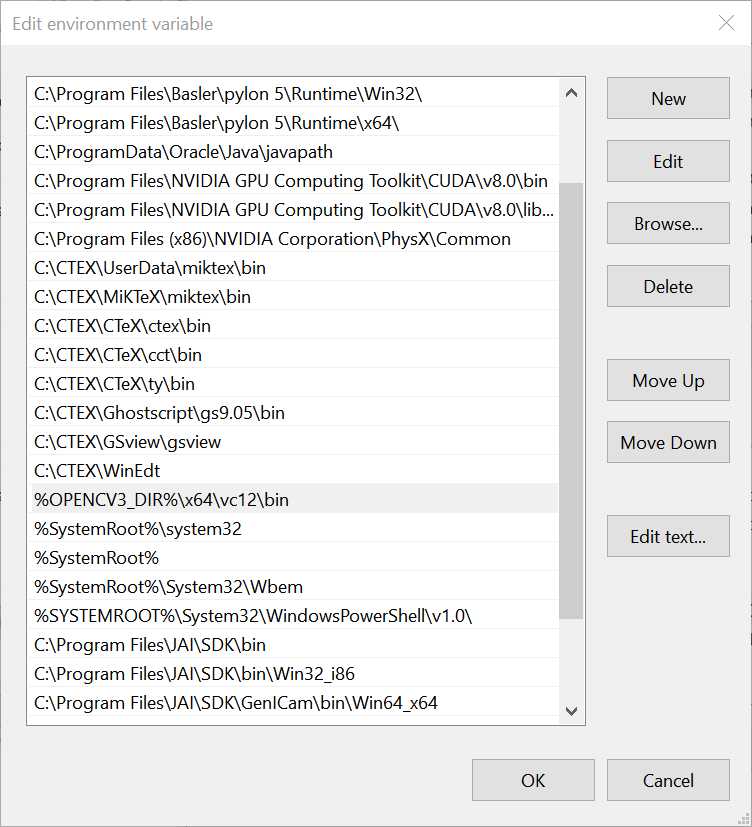 Edit environment variable
C:\Program Files\Basler\pylon 5\Runtime\Win32\
C:\Program Files\Basler\pylon 5\Runtime\x64\
C:\ProgramData\Oracle\Java\javapath
C:\Program Files\NVIDIA GPU Computing Toolkit\CUDA\v8.0\bin
C:\Program Files\NVIDIA GPU Computing Toolkit\CUDA\v8.0\lib...
C:\Program Files (x86)\NVIDIA Corporation\PhysX\Common
C:\CTEX\UserData\miktex\bin
C:\CTEX\MiKTeX\miktex\bin
C:\CTEX\CTeX\ctex\bin
C:\CTEX\CTeX\cct\bin
C:\CTEX\CTeX\ty\bin
C:\CTEX\Ghostscript\gs9.05\bin
C:\CTEX\GSview\gsview
C:\CTEX\WinEdt
%OPENCV3_DIR%\x64\vc12\bin
%SystemRoot%\system32
%SystemRoot%
%SystemRoot%\System32\Wbem
%SYSTEMROOT%\System32\WindowsPowerShell\v1.0\
C:\Program Files\JAI\SDK\bin
C:\Program Files\JAI\SDK\bin\Win32_i86
C:\Program Files\JAI\SDK\GenICam\bin\Win64_x64
New
Edit
Browse...
Delete
Move Up
Move Down
Edit text...
OK
Cancel